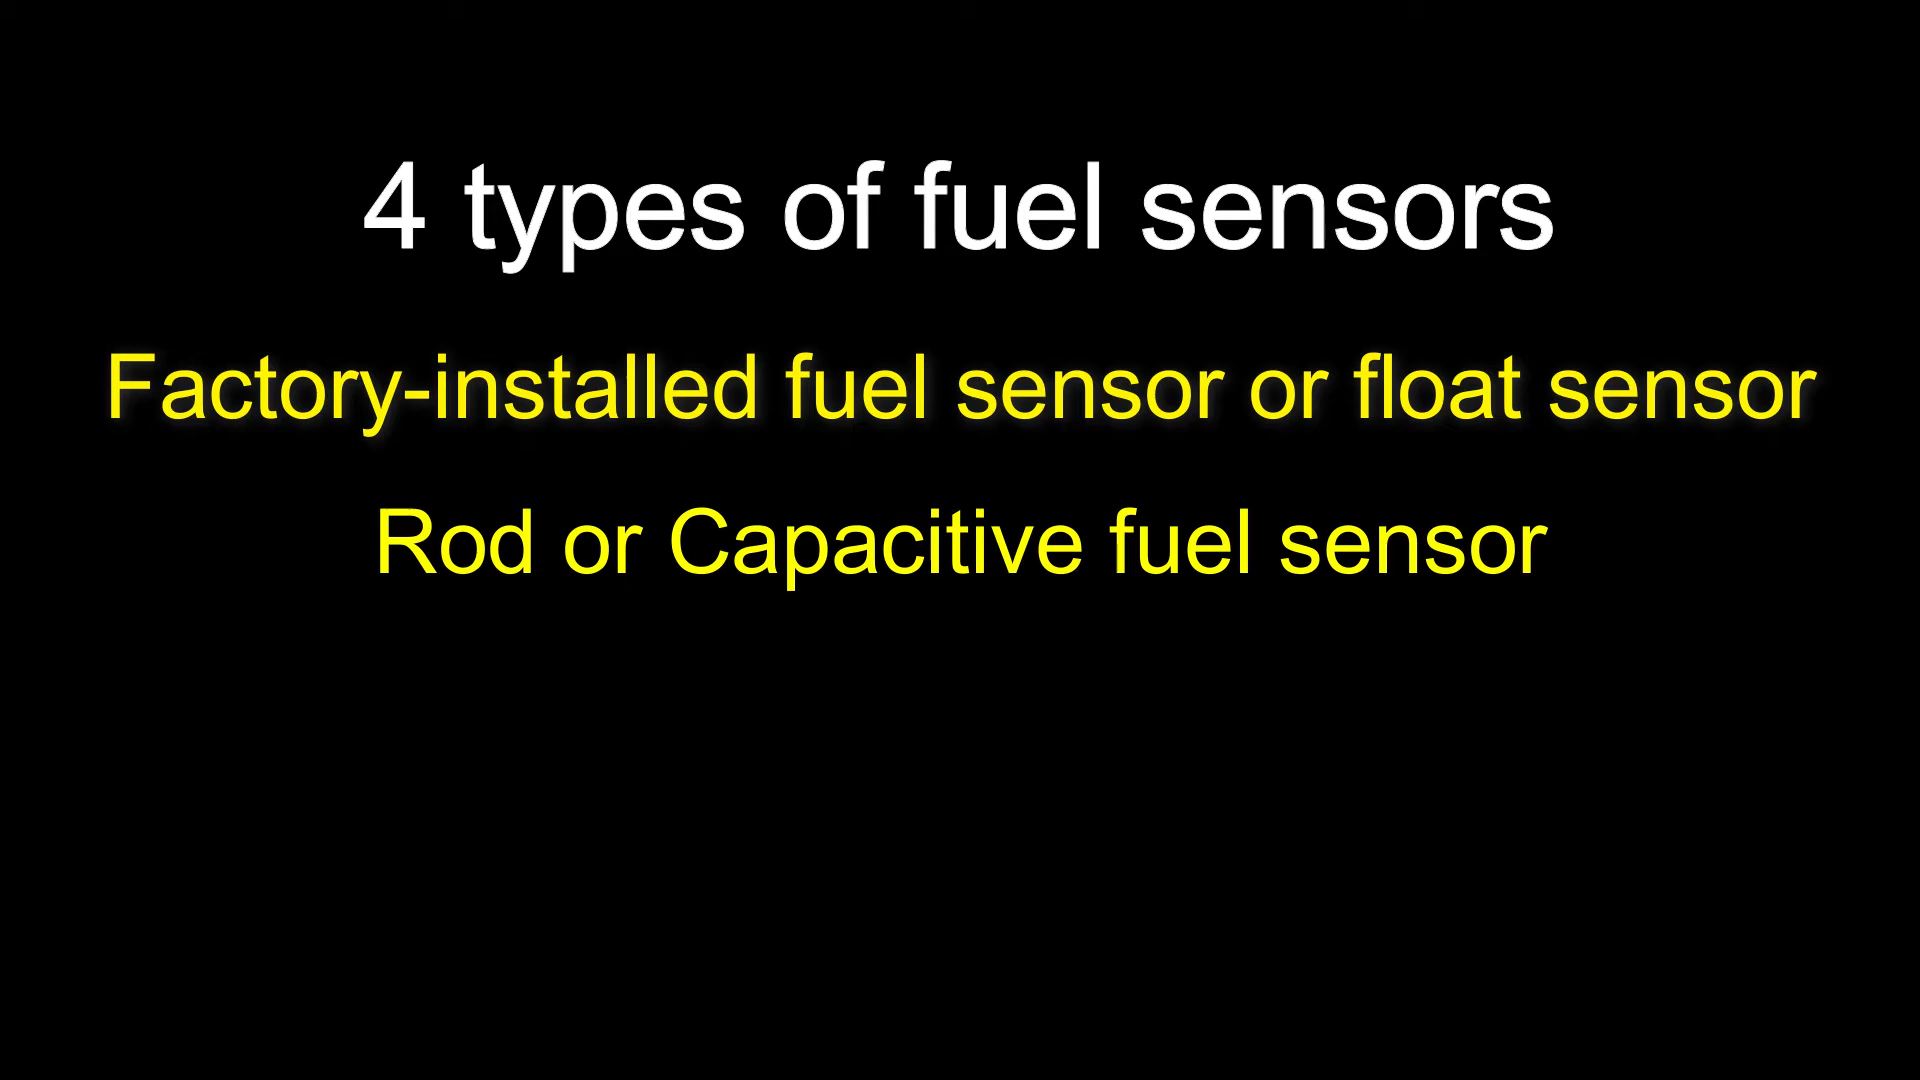 4 types of fuel sensors
Factory-installed fuel sensor or float sensor
Rod or Capacitive fuel sensor